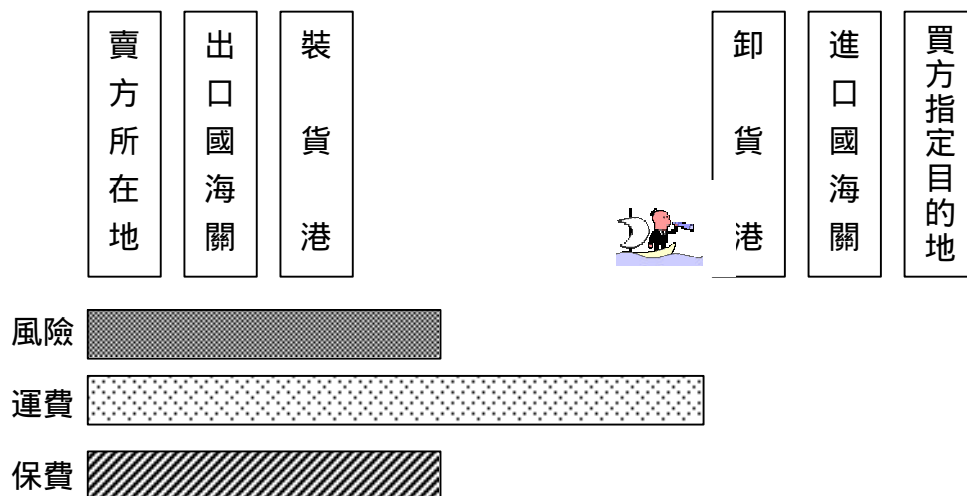 賣方所在地
出口國海關
裝貨港
卸貨港
進口國海關
買方指定目的地
風險
運費
保費